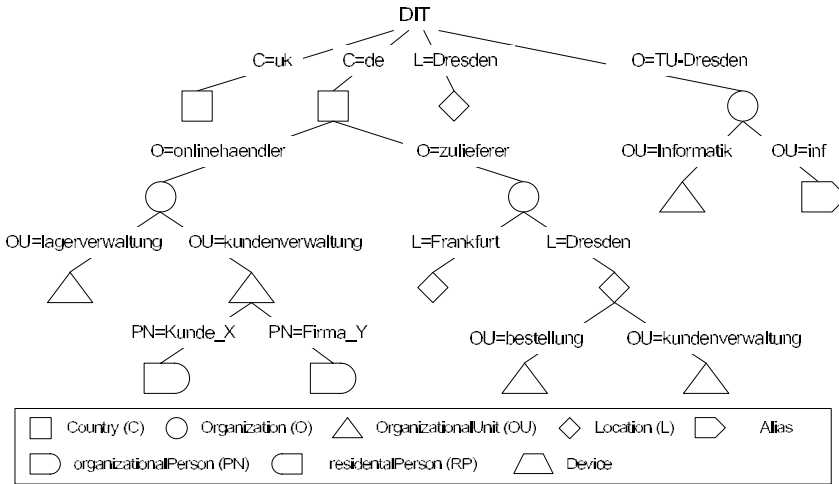 DIT
C=uk C=de L=Dresden O=TU-Dresden
O=onlinehaendler O=zulieferer OU=Informatik OU=inf
OU=lagerverwaltung OU=kundenverwaltung L=Frankfurt L=Dresden
PN=Kunde_X PN=Firma_Y OU=bestellung OU=kundenverwaltung
Country (C) Organization (O) OrganizationalUnit (OU) Location (L) Alias
organizationalPerson (PN) residentalPerson (RP) Device